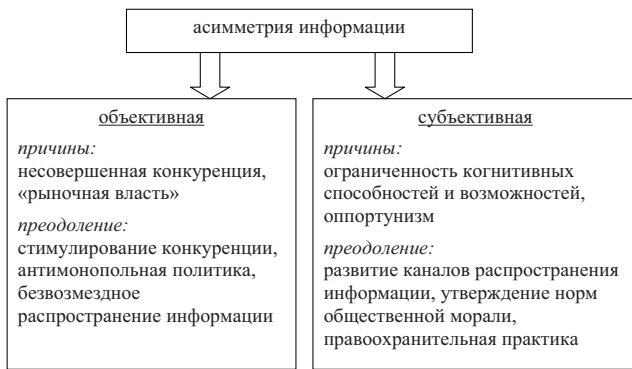 асимметрия информации
объективная
причины:
несовершенная конкуренция,
«рыночная власть»
преодоление:
стимулирование конкуренции,
антимонопольная политика,
безвозмездное
распространение информации
субъективная
причины:
ограниченность когнитивных
способностей и возможностей,
оппортунизм
преодоление:
развитие каналов распространения
информации, утверждение норм
общественной морали,
правоохранительная практика